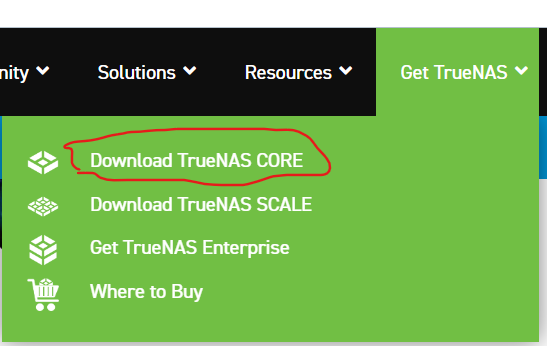 nity Solutions Resources Get TrueNAS
Download TrueNAS CORE
Download TrueNAS SCALE
Get TrueNAS Enterprise
Where to Buy